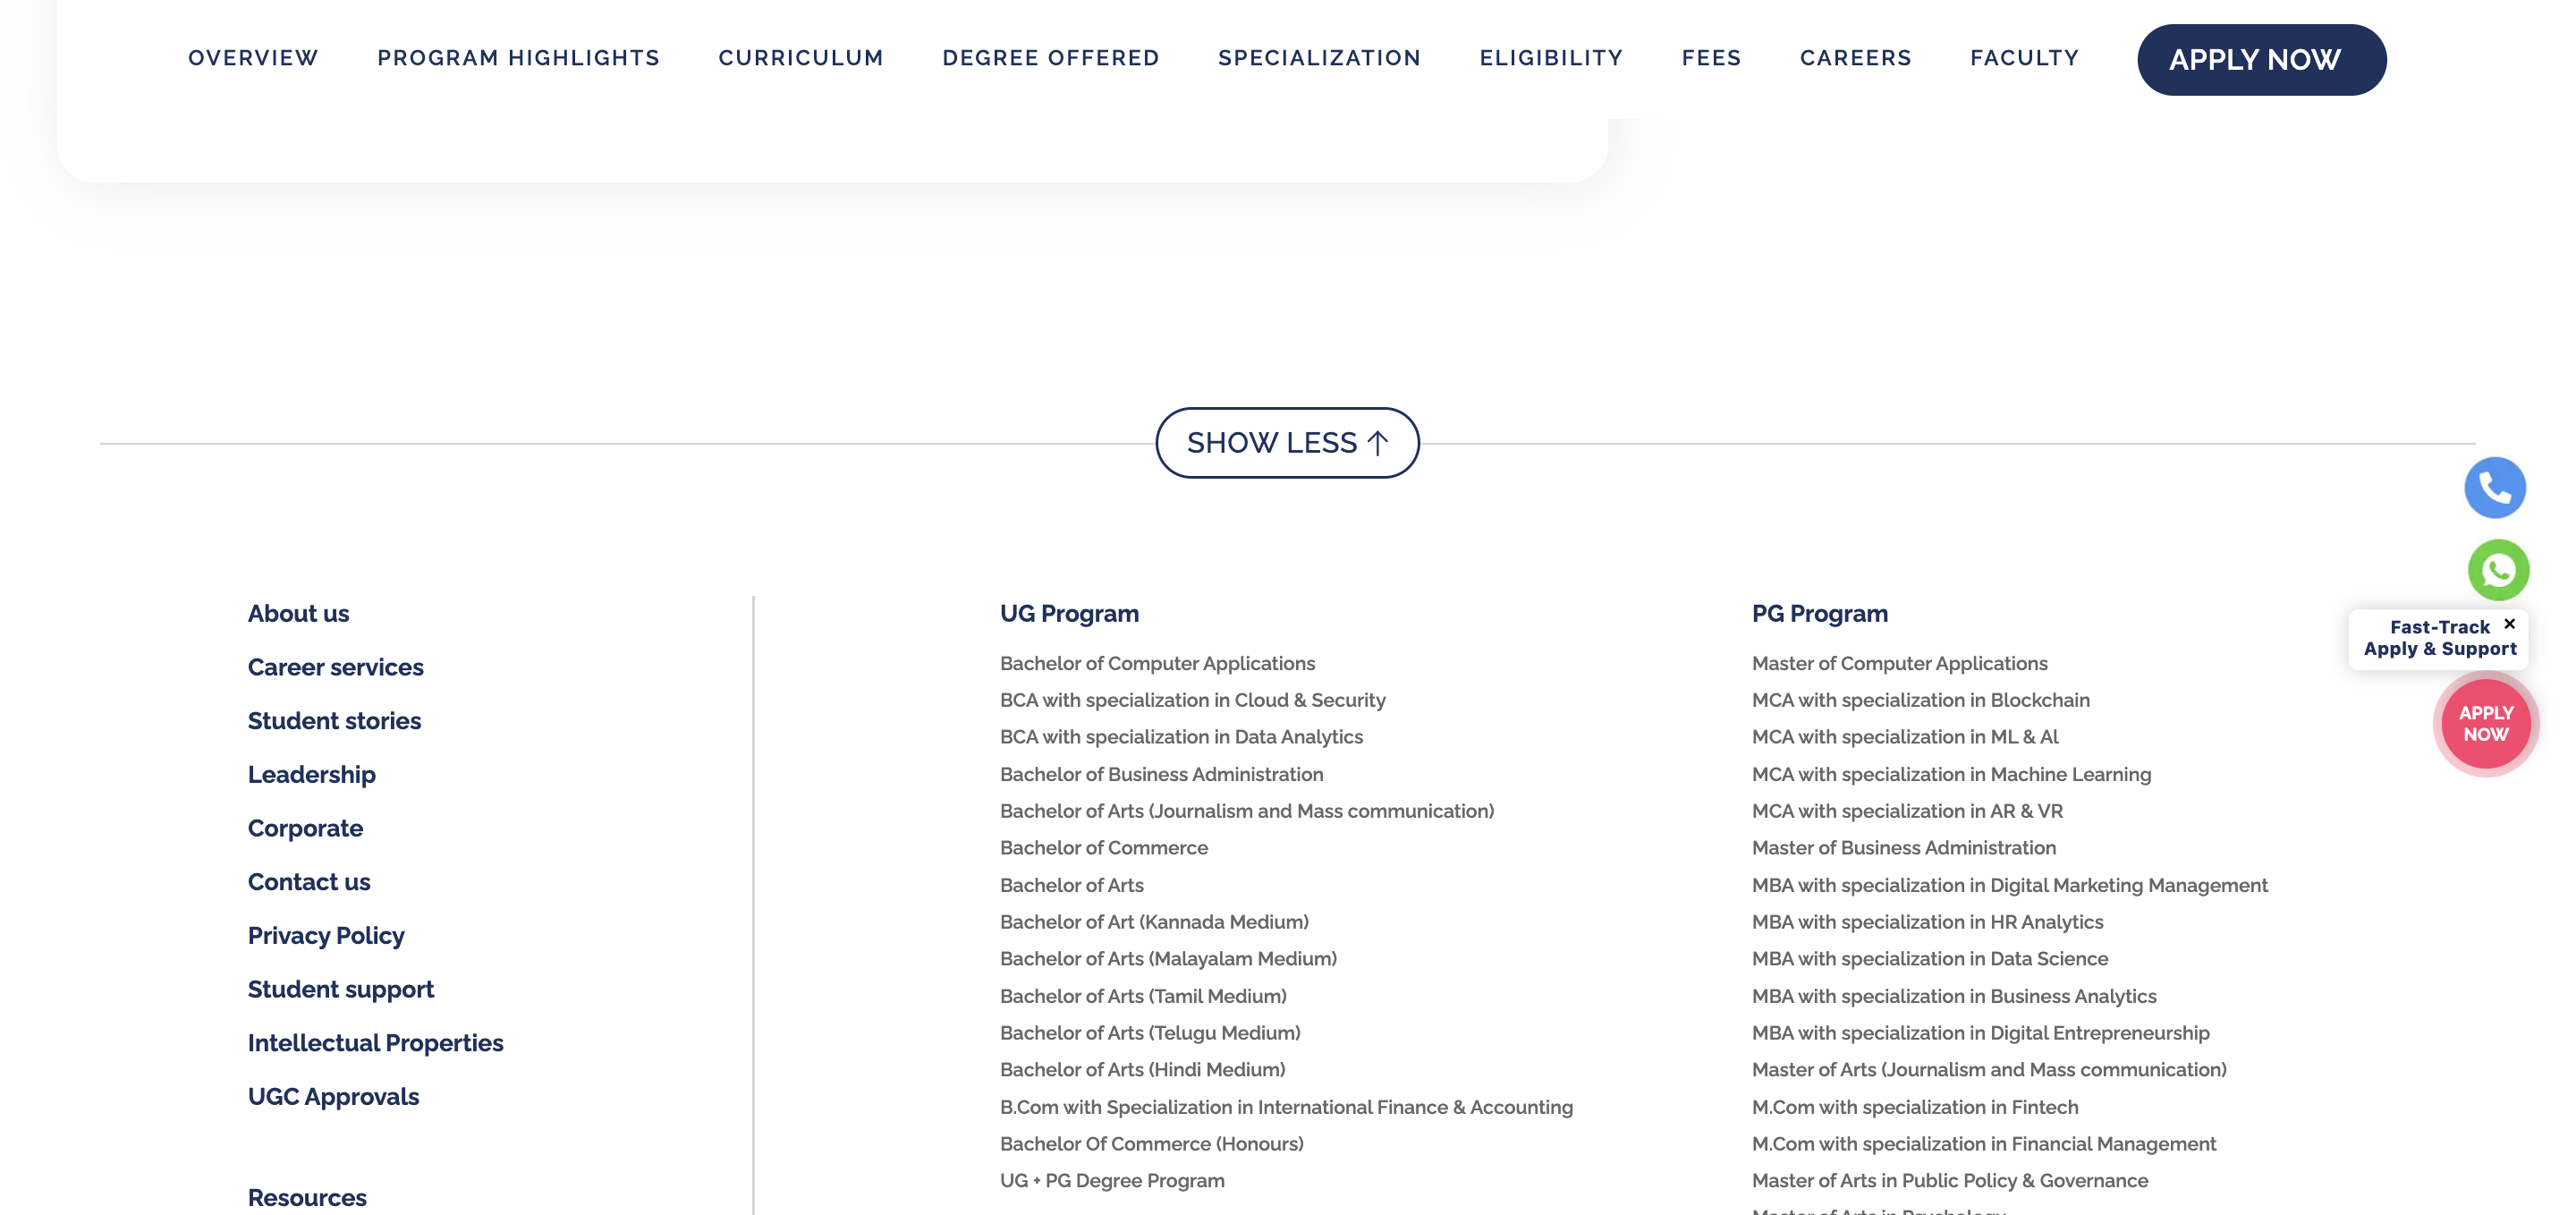 OVERVIEW PROGRAM HIGHLIGHTS CURRICULUM DEGREE OFFERED SPECIALIZATION ELIGIBILITY FEES CAREERS FACULTY APPLY NOW
SHOW LESS ↑
About us
Career services
Student stories
Leadership
Corporate
Contact us
Privacy Policy
Student support
Intellectual Properties
UGC Approvals
Resources
UG Program
Bachelor of Computer Applications
BCA with specialization in Cloud & Security
BCA with specialization in Data Analytics
Bachelor of Business Administration
Bachelor of Arts (Journalism and Mass communication)
Bachelor of Commerce
Bachelor of Arts
Bachelor of Art (Kannada Medium)
Bachelor of Arts (Malayalam Medium)
Bachelor of Arts (Tamil Medium)
Bachelor of Arts (Telugu Medium)
Bachelor of Arts (Hindi Medium)
B.Com with Specialization in International Finance & Accounting
Bachelor Of Commerce (Honours)
UG + PG Degree Program
PG Program
Master of Computer Applications
MCA with specialization in Blockchain
MCA with specialization in ML & Al
MCA with specialization in Machine Learning
MCA with specialization in AR & VR
Master of Business Administration
MBA with specialization in Digital Marketing Management
MBA with specialization in HR Analytics
MBA with specialization in Data Science
MBA with specialization in Business Analytics
MBA with specialization in Digital Entrepreneurship
Master of Arts (Journalism and Mass communication)
M.Com with specialization in Fintech
M.Com with specialization in Financial Management
Master of Arts in Public Policy & Governance
Master of Arts in Psychology
Fast-Track ×
Apply & Support
APPLY
NOW